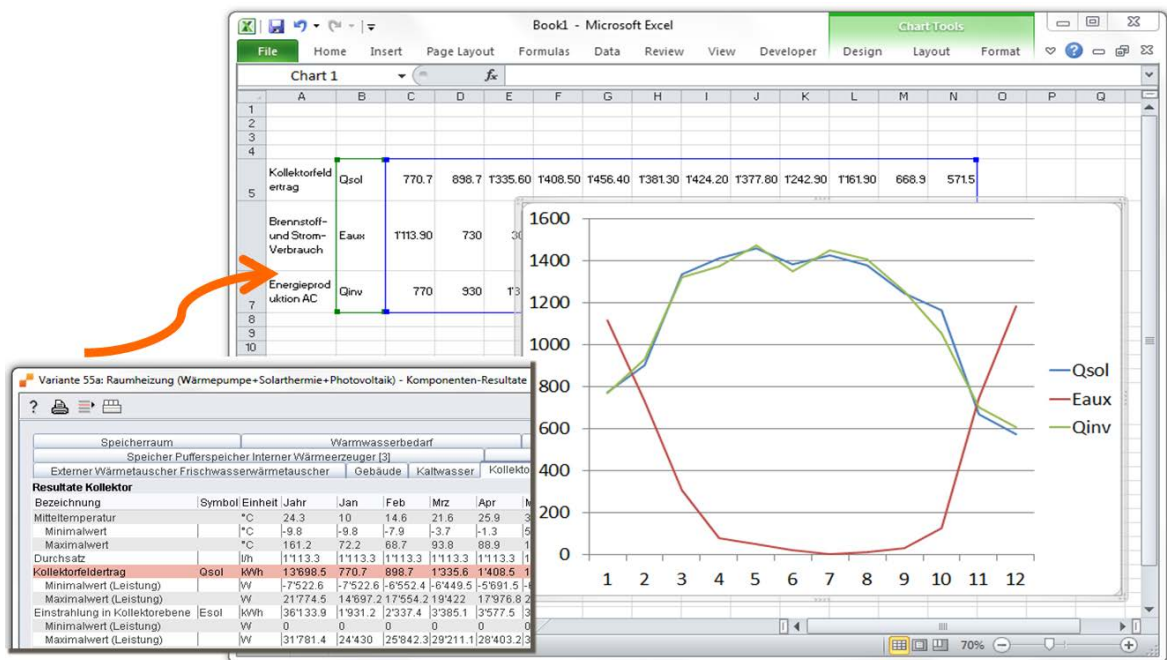 Book1 - Microsoft Excel
Chart Tools
File Home Insert Page Layout Formulas Data Review View Developer Design Layout Format
Chart 1 fx
A B C D E F G H I J K L M N O P Q
1
2
3
4
5 Kollektorfeld
ertrag Qsol 770.7 898.7 1'335.60 1'408.50 1'456.40 1'381.30 1'424.20 1'377.80 1'242.90 1'161.90 668.9 571.5
Brennstoff-
und Strom- Eaux 1'113.90 730
Verbrauch
7 Energieprod
uktion AC Qinv 770 930
8
9
10
1600
1400
1200
1000
800
600
400
200
0
1 2 3 4 5 6 7 8 9 10 11 12
Qsol
Eaux
Qinv
70%
Variante 55a: Raumheizung (Wärmepumpe+Solarthermie+Photovoltaik) - Komponenten-Resultate
?
Speicherraum Warmwasserbedarf
Speicher Pufferspeicher Interner Wärmeerzeuger [3]
Externer Wärmetauscher Frischwasserwärmetauscher Gebäude Kaltwasser Kollekto
Resultate Kollektor
Bezeichnung Symbol Einheit Jahr Jan Feb Mrz Apr
Mitteltemperatur °C 24.3 10 14.6 21.6 25.9
Minimalwert °C -9.8 -9.8 -7.9 -3.7 -1.3
Maximalwert °C 161.2 72.2 68.7 93.8 88.9
Durchsatz l/h 1'113.3 1'113.3 1'113.3 1'113.3 1'113.3
Kollektorfeldertrag Qsol kWh 13'698.5 770.7 898.7 1'335.6 1'408.5
Minimalwert (Leistung) W -7'522.6 -7'522.6 -6'552.4 -6'449.5 -5'691.5
Maximalwert (Leistung) W 21'774.5 14'697.2 17'554.2 19'422 17'976.8
Einstrahlung in Kollektorebene Esol kWh 36'133.9 1'931.2 2'337.4 3'385.1 3'577.5
Minimalwert (Leistung) W 0 0 0 0 0
Maximalwert (Leistung) W 31'781.4 24'430 25'842.3 29'211.1 28'403.2